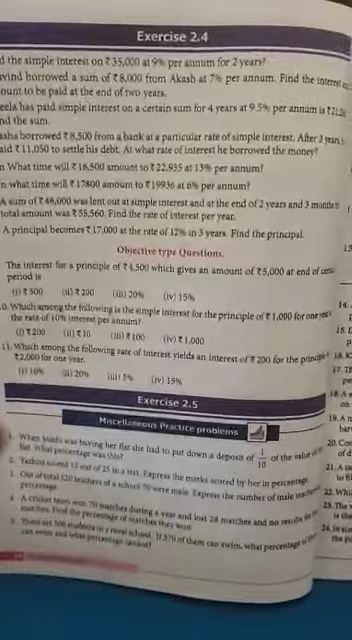 Exercise 2.4
d the simple interest on ₹35,000 at 9% per annum for 2 years?
vind borrowed a sum of ₹8,000 from Akash at 7% per annum. Find the interest
ount to be paid at the end of two years.
eela has paid simple interest on a certain sum for 4 years at 9.5% per annum is
nd the sum.
asha borrowed ₹8,500 from a bank at a particular rate of simple interest. After 3 years
aid ₹11,050 to settle his debt. At what rate of interest he borrowed the money?
n What time will ₹16,500 amount to ₹22,935 at 13% per annum?
n what time will ₹17800 amount to ₹19936 at 6% per annum?
A sum of ₹48,000 was lent out at simple interest and at the end of 2 years and 3 months
total amount was ₹55,560. Find the rate of interest per year.
A principal becomes ₹17,000 at the rate of 12% in 3 years. Find the principal.
Objective type Questions.
The interest for a principle of ₹4,500 which gives an amount of ₹5,000 at end of
period is
(i) ₹500 (ii) ₹200 (iii) 20% (iv) 15%
0. Which among the following is the simple interest for the principle of ₹1,000 for one
the rate of 10% interest per annum?
(i) ₹200 (ii) ₹10 (iii) ₹100 (iv) ₹1,000
11. Which among the following rate of interest yields an interest of ₹200 for the
₹2,000 for one year.
(i) 10% (ii) 20% (iii) 5% (iv) 15%
Exercise 2.5
Miscellaneous Practice problems
1. When was buying her flat she had to put down a deposit of 1/10 of the value
flat. What percentage was this?
2. scored 15 out of 25 in a test. Express the marks scored by her in percentage.
3. Out of total 120 teachers of a school 70 were male. Express the number of male
percentage.
4. A cricket team won 70 matches during a year and lost 28 matches and no results for
matches. Find the percentage of matches they won.
5. There are 500 students in a rural school. If 370 of them can swim, what percentage
can swim and what percentage cannot?